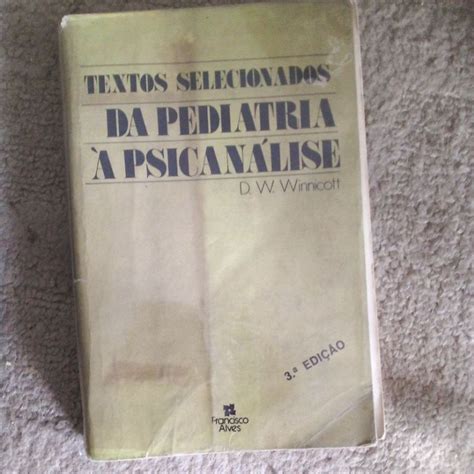 TEXTOS SELECIONADOS
DA PEDIATRIA
À PSICANÁLISE
D. W. Winnicott
3.ª EDIÇÃO
Francisco
Alves